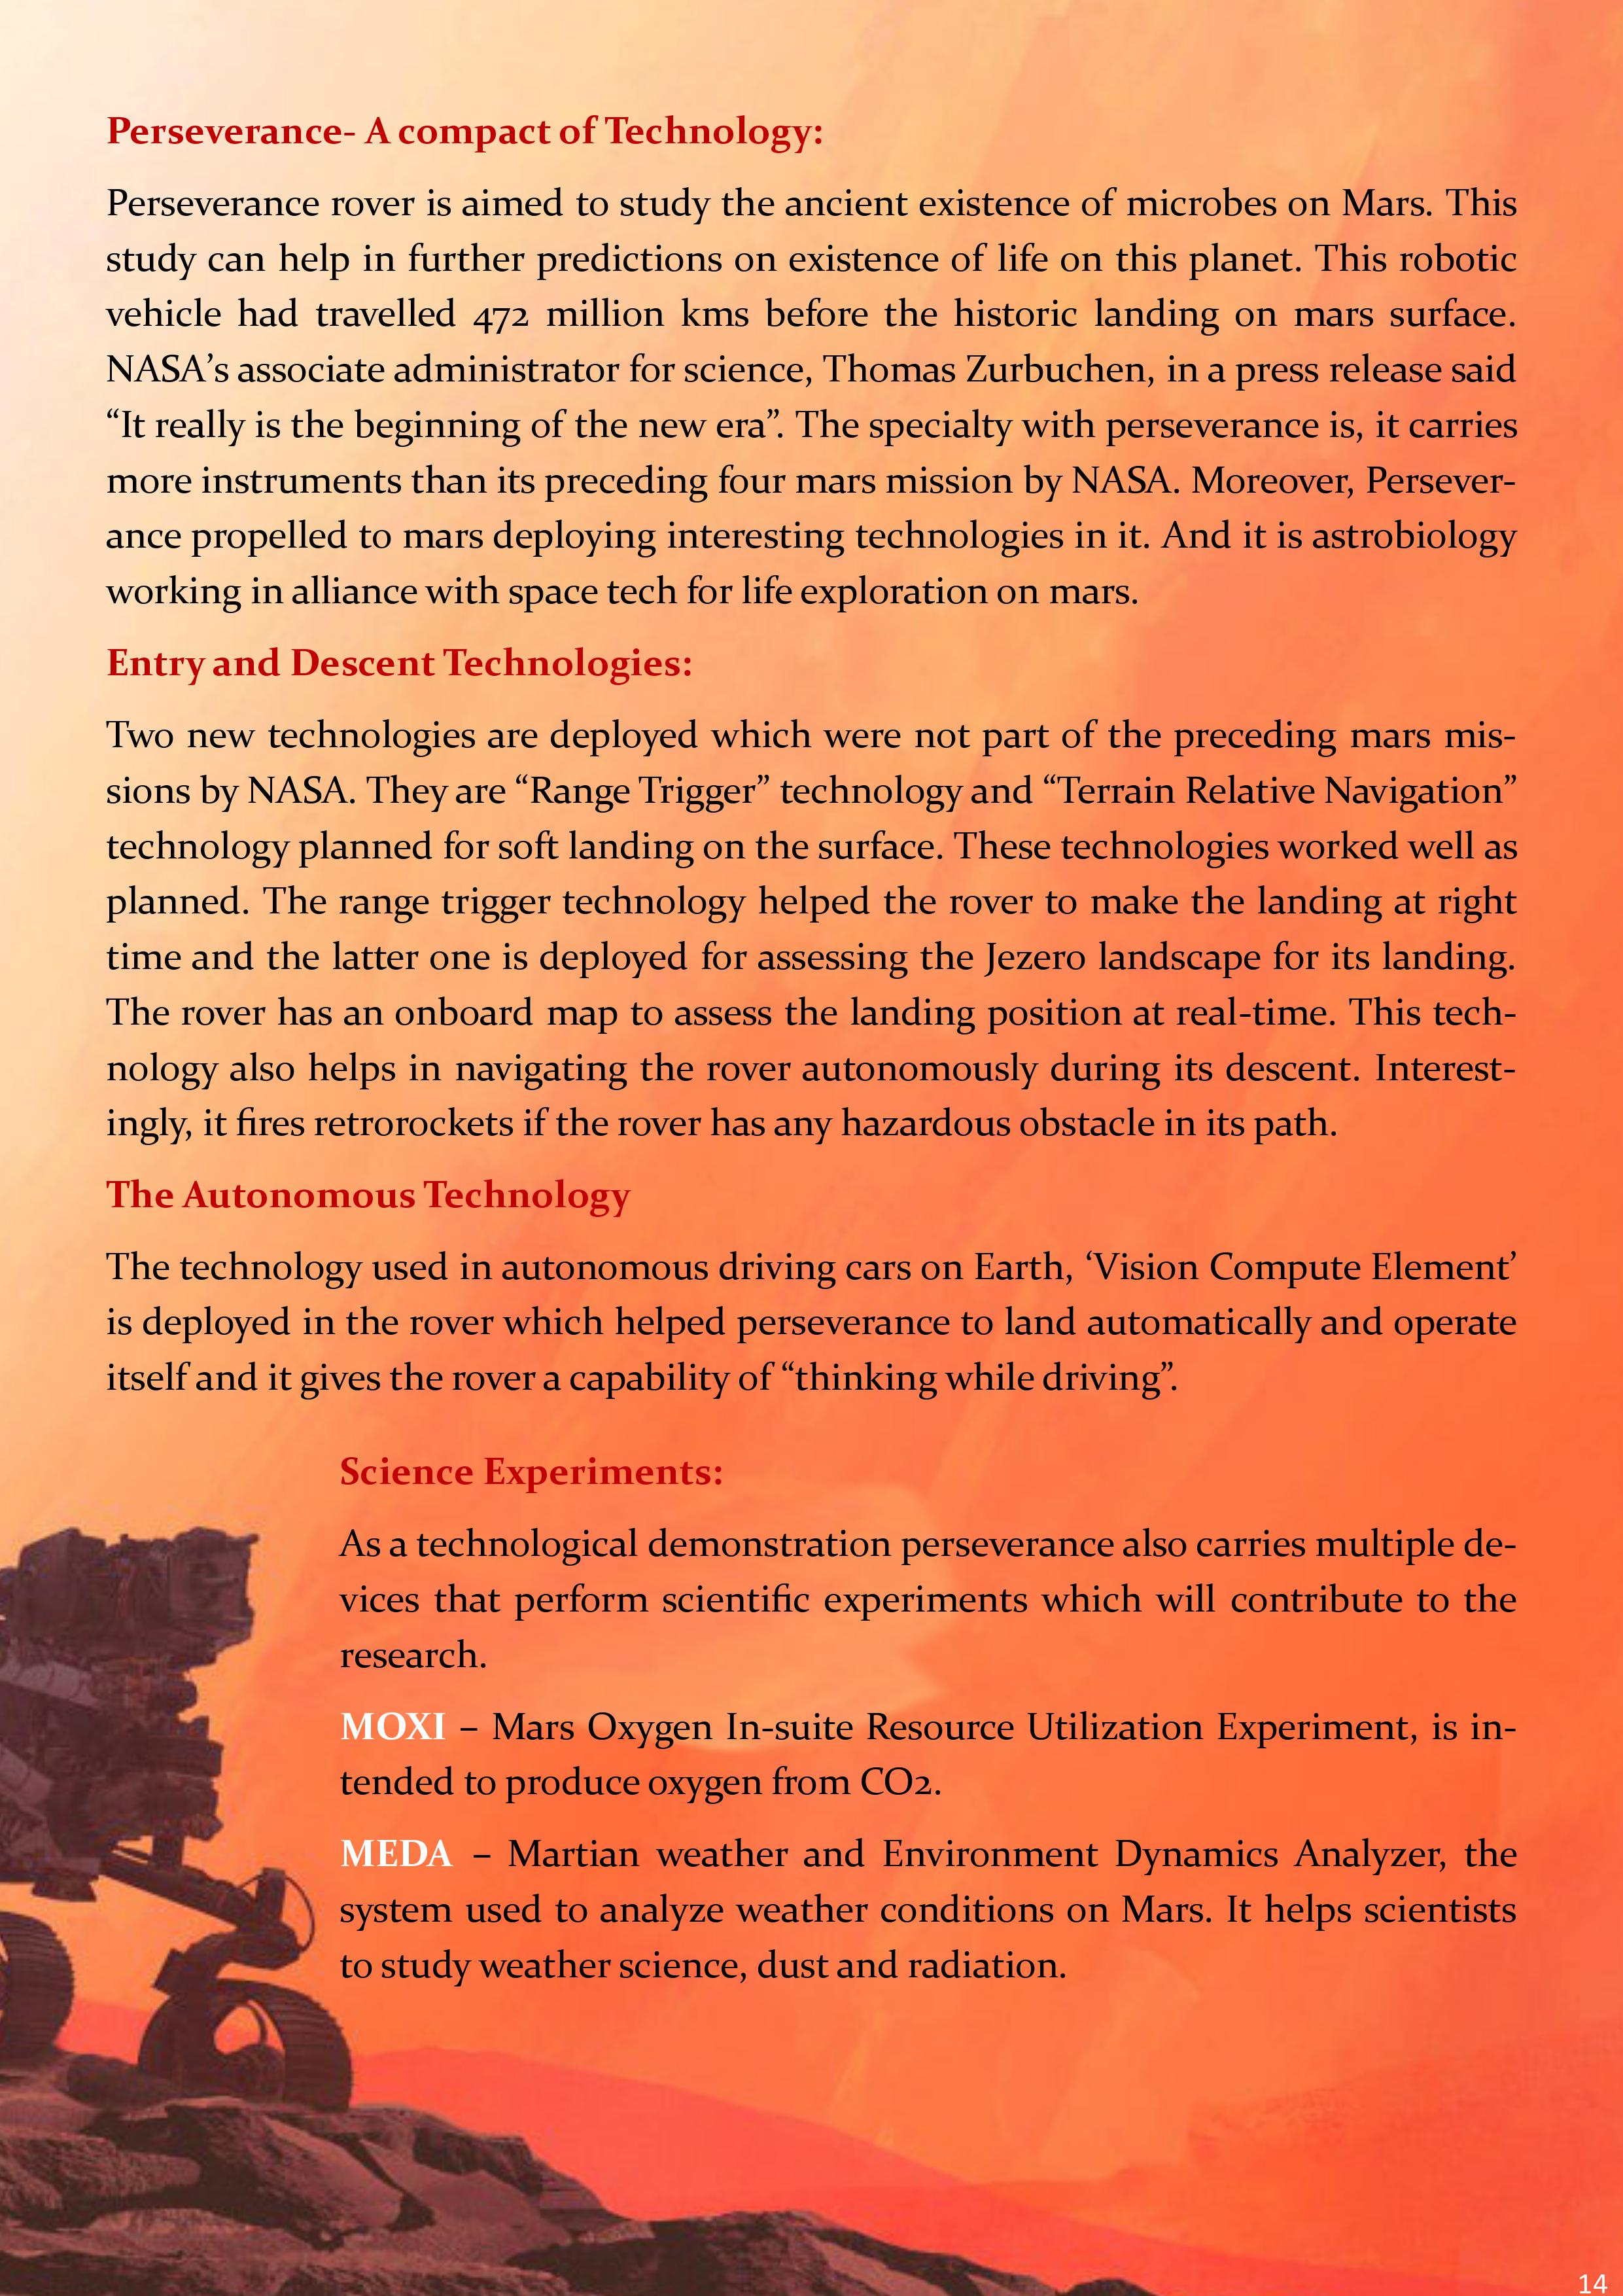 Perseverance- A compact of Technology:
Perseverance rover is aimed to study the ancient existence of microbes on Mars. This
study can help in further predictions on existence of life on this planet. This robotic
vehicle had travelled 472 million kms before the historic landing on mars surface.
NASA’s associate administrator for science, Thomas Zurbuchen, in a press release said
“It really is the beginning of the new era”. The specialty with perseverance is, it carries
more instruments than its preceding four mars mission by NASA. Moreover, Persever-
ance propelled to mars deploying interesting technologies in it. And it is astrobiology
working in alliance with space tech for life exploration on mars.
Entry and Descent Technologies:
Two new technologies are deployed which were not part of the preceding mars mis-
sions by NASA. They are “Range Trigger” technology and “Terrain Relative Navigation”
technology planned for soft landing on the surface. These technologies worked well as
planned. The range trigger technology helped the rover to make the landing at right
time and the latter one is deployed for assessing the Jezero landscape for its landing.
The rover has an onboard map to assess the landing position at real-time. This tech-
nology also helps in navigating the rover autonomously during its descent. Interest-
ingly, it fires retrorockets if the rover has any hazardous obstacle in its path.
The Autonomous Technology
The technology used in autonomous driving cars on Earth, ‘Vision Compute Element’
is deployed in the rover which helped perseverance to land automatically and operate
itself and it gives the rover a capability of “thinking while driving”.
Science Experiments:
As a technological demonstration perseverance also carries multiple de-
vices that perform scientific experiments which will contribute to the
research.
MOXI – Mars Oxygen In-suite Resource Utilization Experiment, is in-
tended to produce oxygen from CO2.
MEDA – Martian weather and Environment Dynamics Analyzer, the
system used to analyze weather conditions on Mars. It helps scientists
to study weather science, dust and radiation.
14